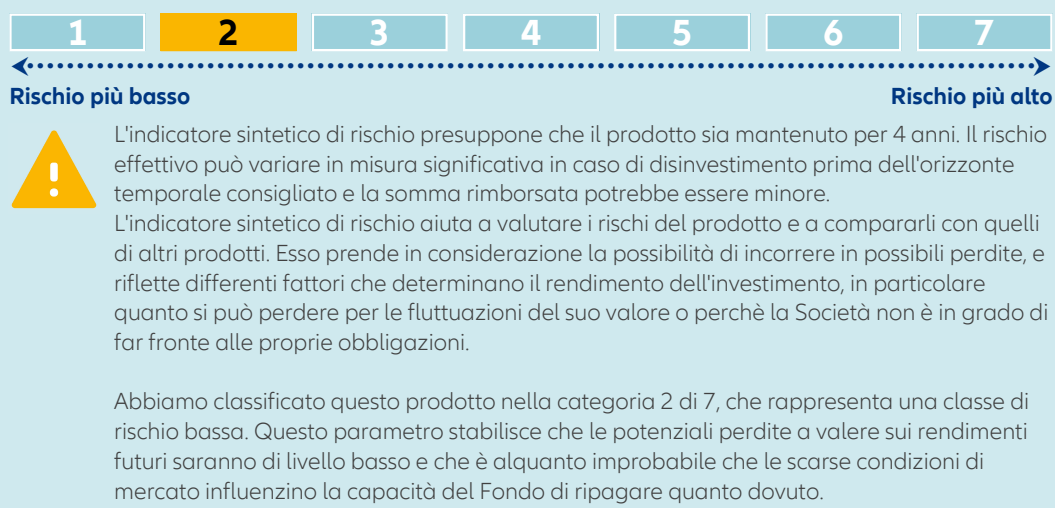 1 2 3 4 5 6 7
Rischio più basso Rischio più alto
L'indicatore sintetico di rischio presuppone che il prodotto sia mantenuto per 4 anni. Il rischio
effettivo può variare in misura significativa in caso di disinvestimento prima dell'orizzonte
temporale consigliato e la somma rimborsata potrebbe essere minore.
L'indicatore sintetico di rischio aiuta a valutare i rischi del prodotto e a compararli con quelli
di altri prodotti. Esso prende in considerazione la possibilità di incorrere in possibili perdite, e
riflette differenti fattori che determinano il rendimento dell'investimento, in particolare
quanto si può perdere per le fluttuazioni del suo valore o perchè la Società non è in grado di
far fronte alle proprie obbligazioni.
Abbiamo classificato questo prodotto nella categoria 2 di 7, che rappresenta una classe di
rischio bassa. Questo parametro stabilisce che le potenziali perdite a valere sui rendimenti
futuri saranno di livello basso e che è alquanto improbabile che le scarse condizioni di
mercato influenzino la capacità del Fondo di ripagare quanto dovuto.